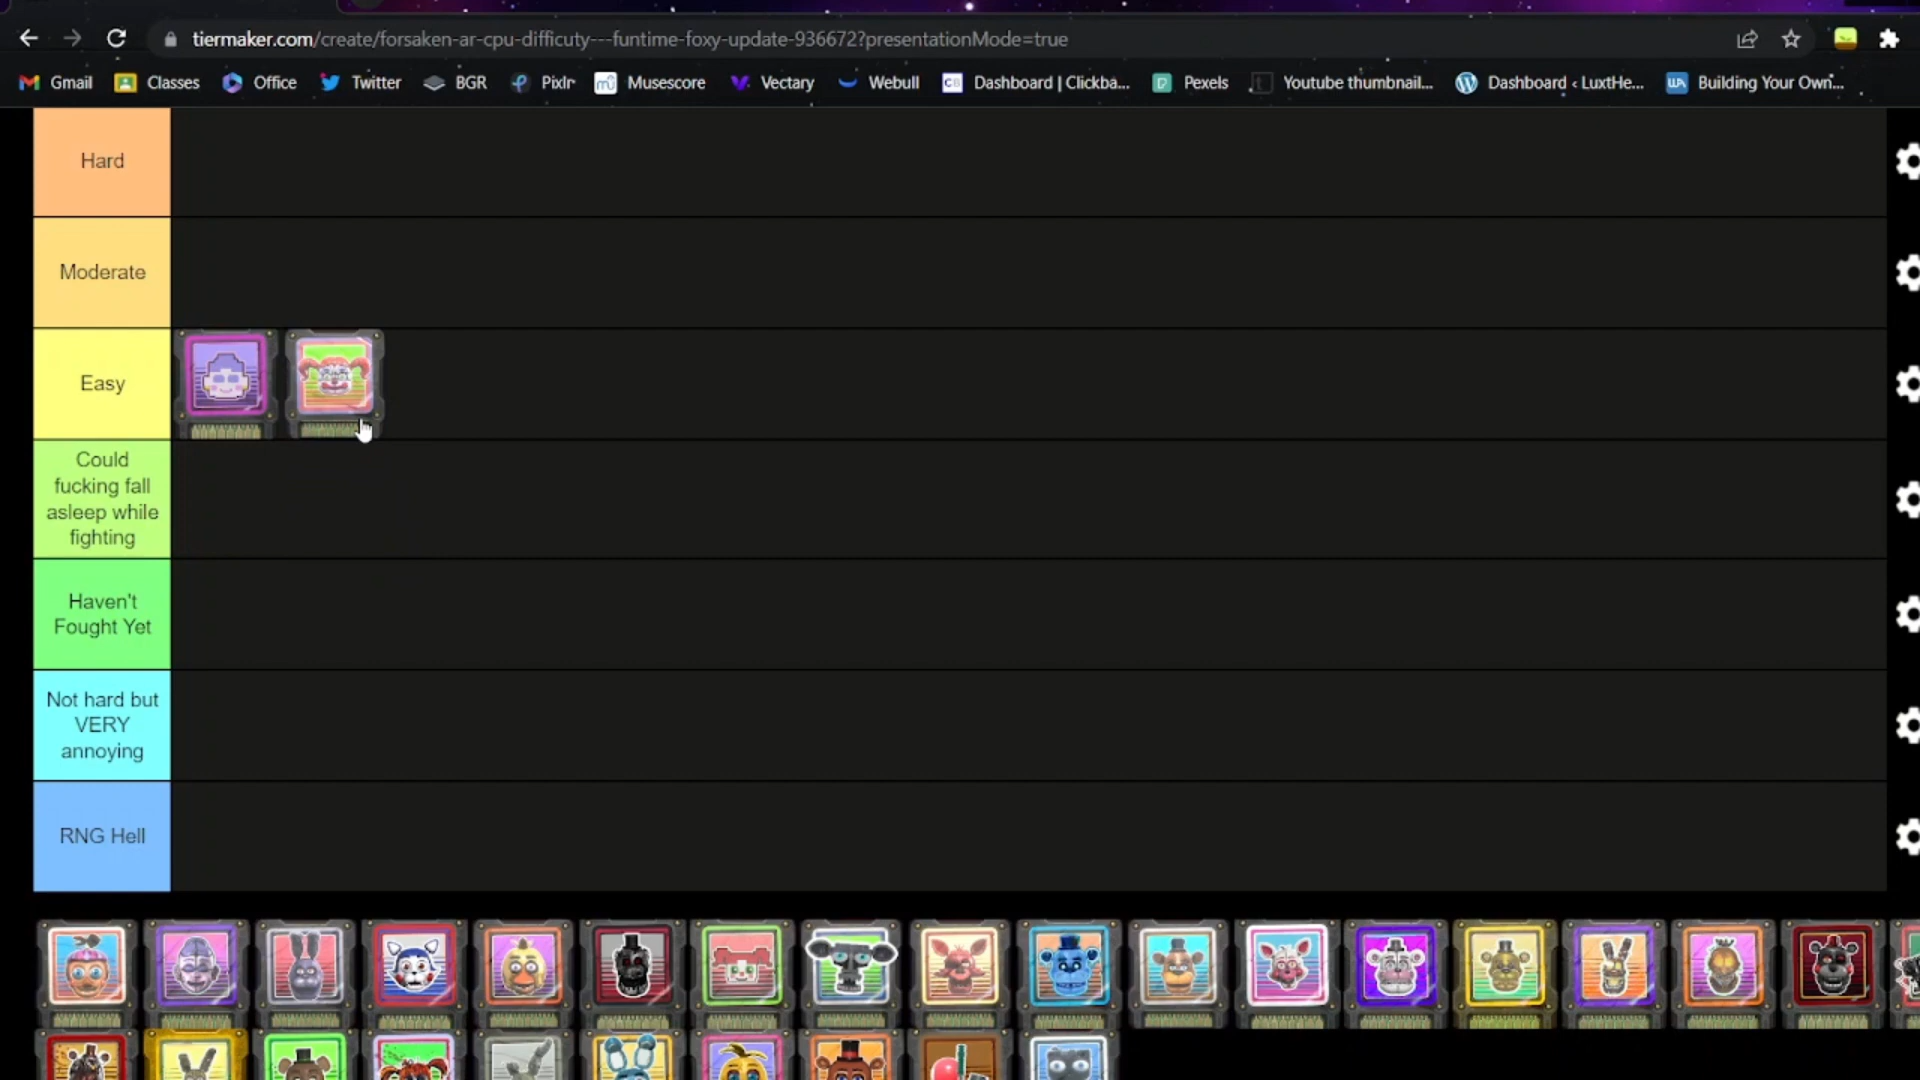 tiermaker.com/create/forsaken-ar-cpu-difficuty---funtime-foxy-update-936672?presentationMode=true
Gmail Classes Office Twitter BGR Pixlr Musescore Vectary Webull CB Dashboard | Clickba... Pexels Youtube thumbnail... Dashboard ‹ LuxtHe... WA Building Your Own...
Hard
Moderate
Easy
Could
fucking fall
asleep while
fighting
Haven't
Fought Yet
Not hard but
VERY
annoying
RNG Hell